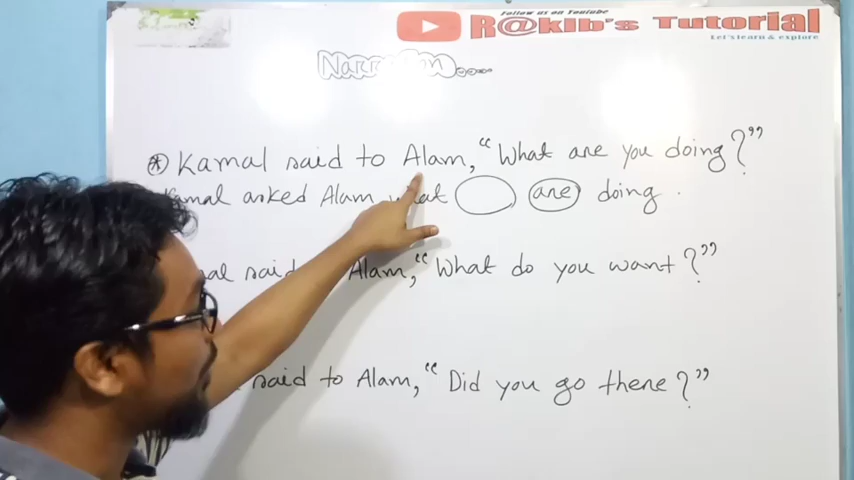 Follow us on Youtube
R@kib's Tutorial
Let's learn & explore
Narration....
* Kamal said to Alam, "What are you doing?"
Kamal asked Alam what are doing.
said Alam, "What do you want?"
said to Alam, "Did you go there?"